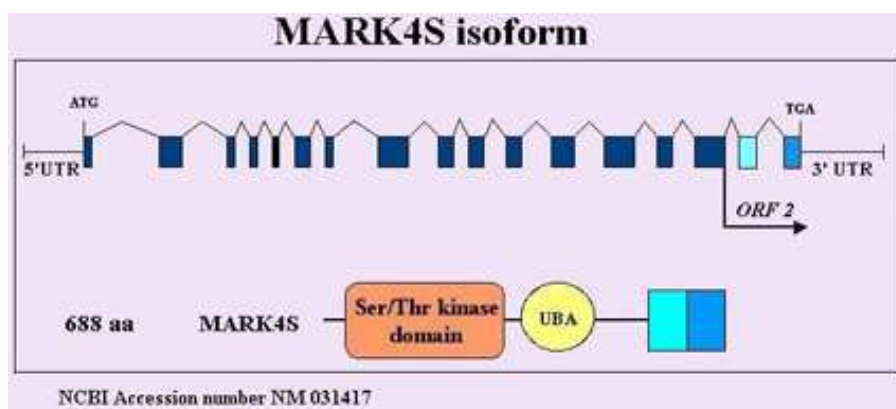 MARK4S isoform
ATG
TGA
5'UTR
3' UTR
ORF 2
688 aa MARK4S Ser/Thr kinase domain UBA
NCBI Accession number NM 031417